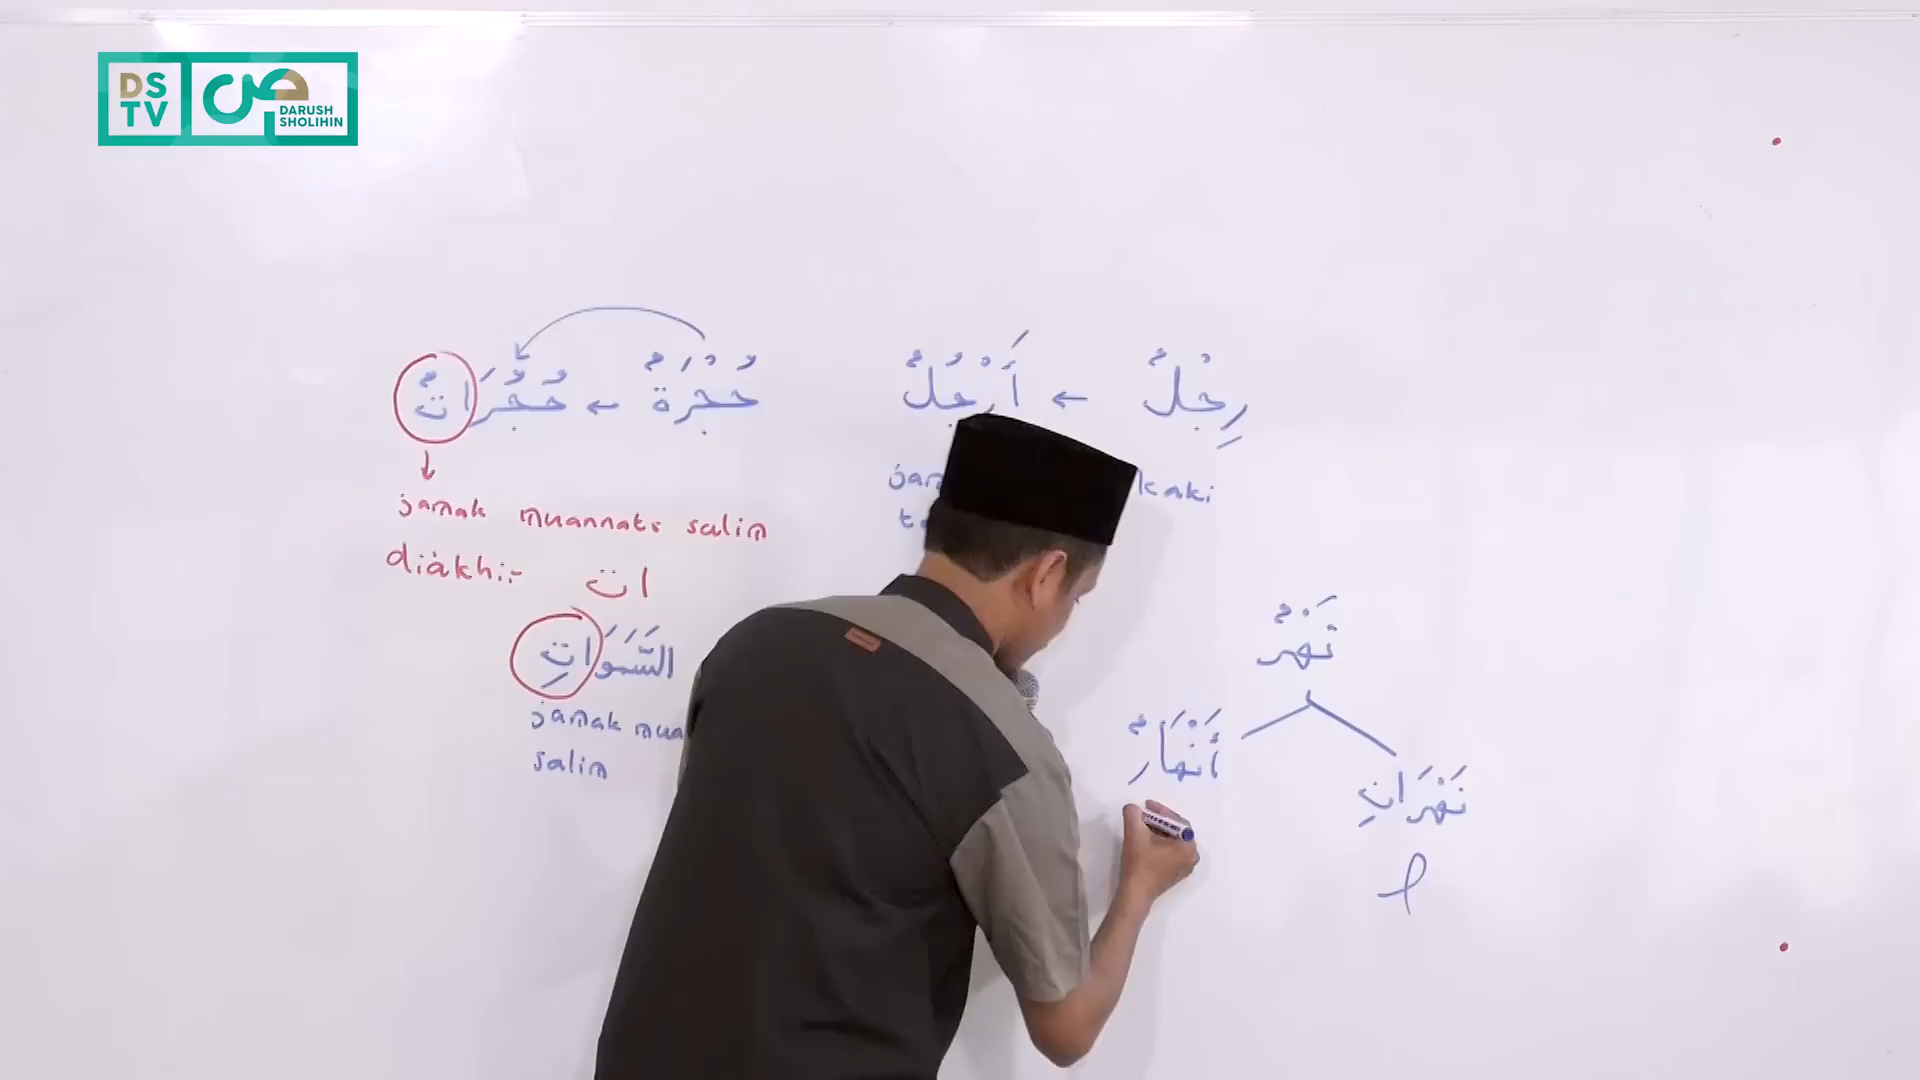 DS
TV
DARUSH
SHOLIHIN
رِجْلٌ ← أَرْجُلٌ
kaki
حُجْرَةٌ ← حُجُرَاتٌ
jamak muannats salim
diakhir ات
السَّمَوَاتِ
jamak
salim
نَهْرٌ
أَنْهَارٌ
نَهْرَانِ